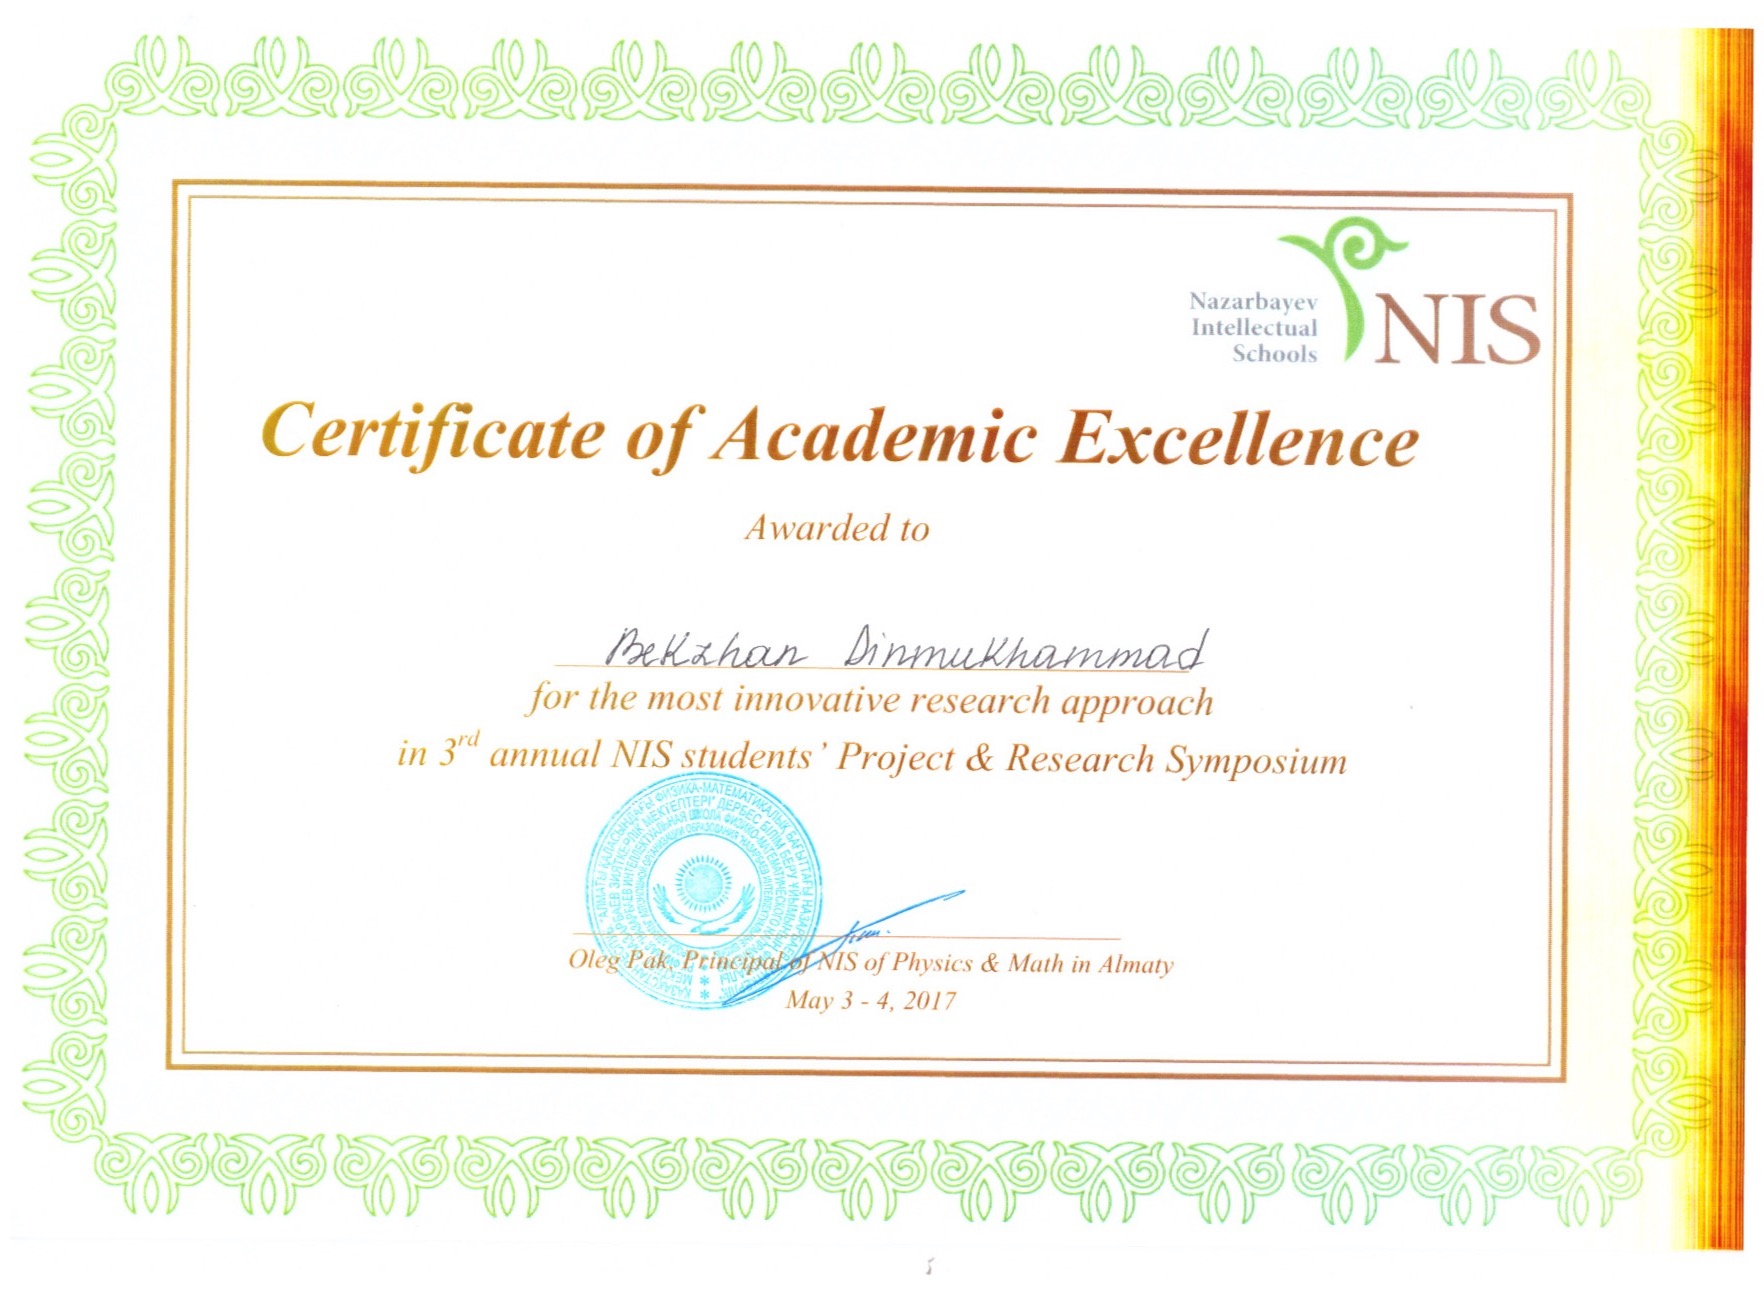 Nazarbayev
Intellectual
Schools
NIS
Certificate of Academic Excellence
Awarded to
Bekzhan Dinmukhammad
for the most innovative research approach
in 3rd annual NIS students' Project & Research Symposium
Oleg Pak, Principal of NIS of Physics & Math in Almaty
May 3 - 4, 2017